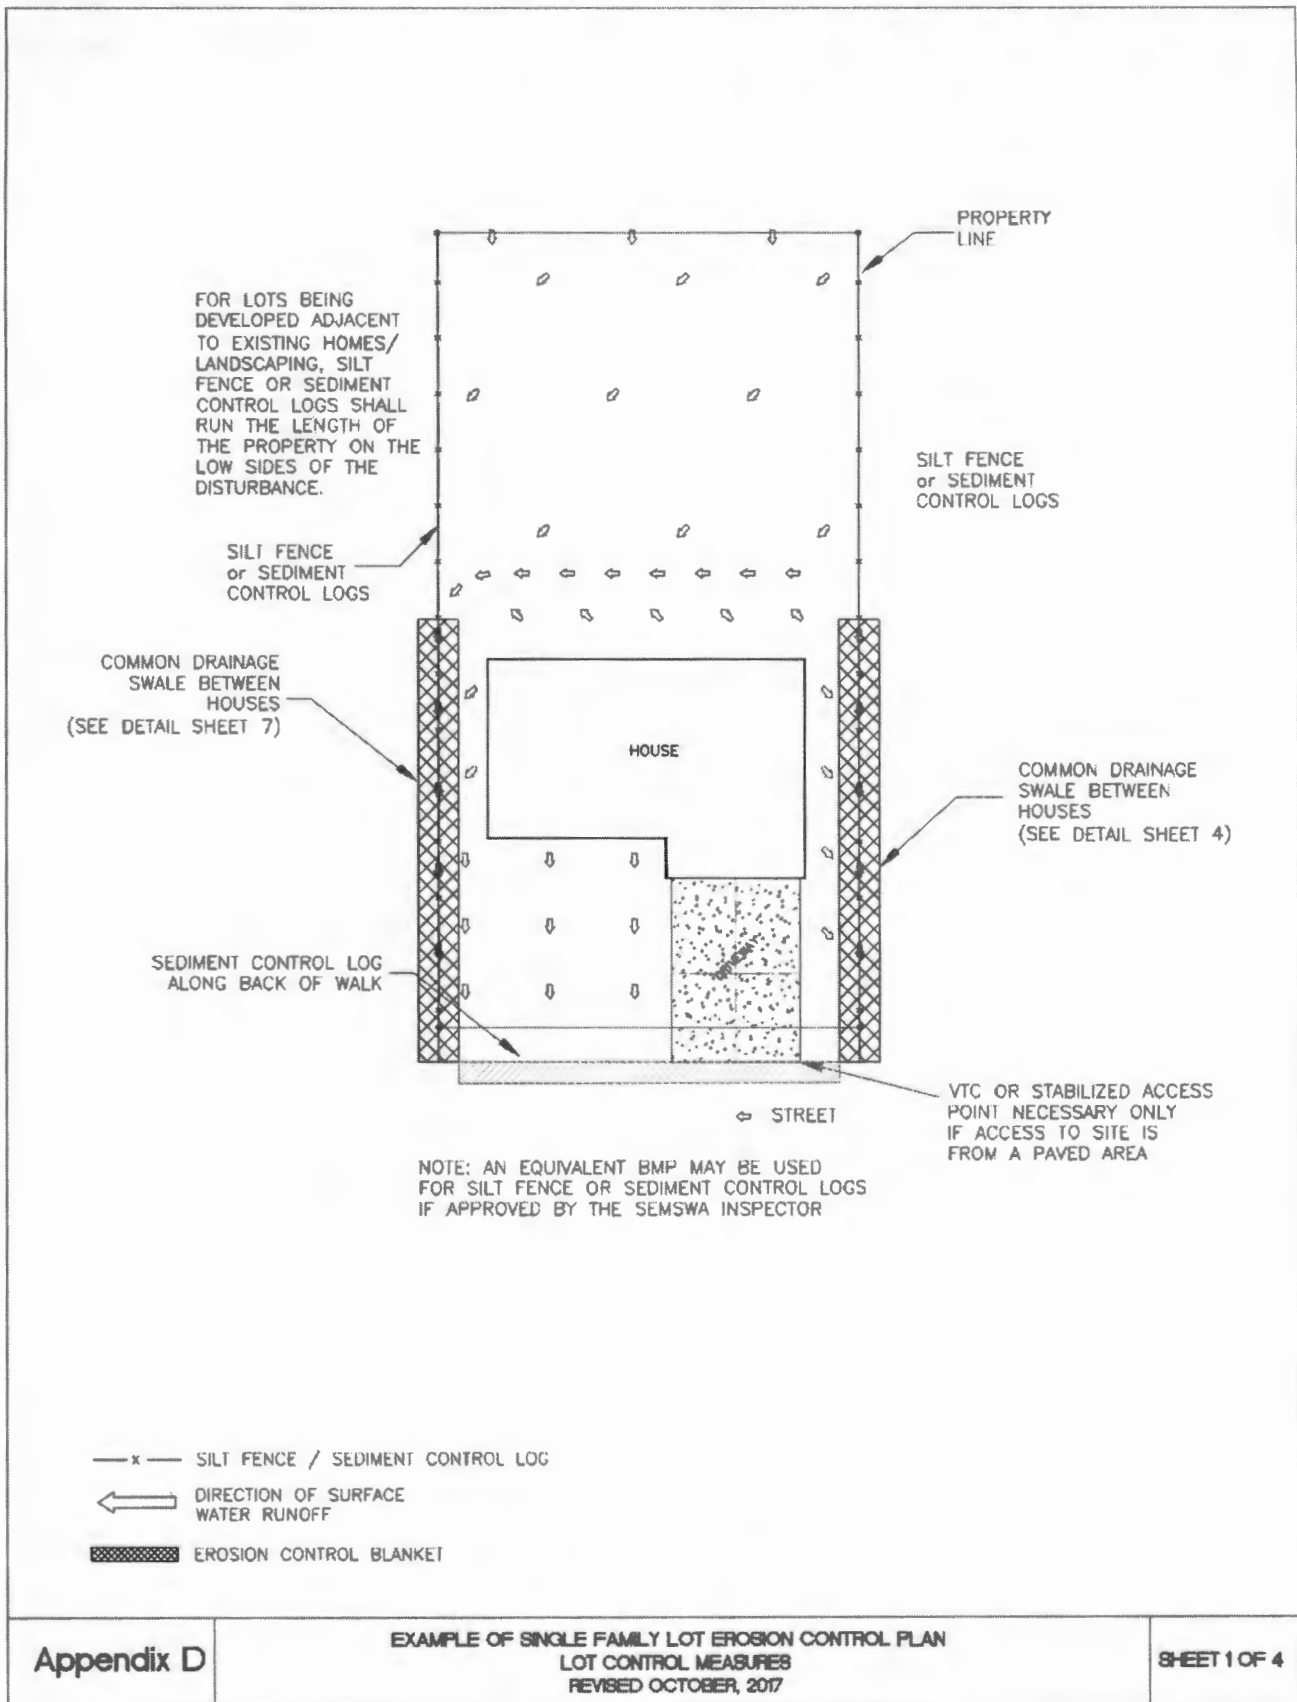 PROPERTY
LINE
FOR LOTS BEING
DEVELOPED ADJACENT
TO EXISTING HOMES/
LANDSCAPING, SILT
FENCE OR SEDIMENT
CONTROL LOGS SHALL
RUN THE LENGTH OF
THE PROPERTY ON THE
LOW SIDES OF THE
DISTURBANCE.
SILT FENCE
or SEDIMENT
CONTROL LOGS
SILT FENCE
or SEDIMENT
CONTROL LOGS
COMMON DRAINAGE
SWALE BETWEEN
HOUSES
(SEE DETAIL SHEET 7)
HOUSE
COMMON DRAINAGE
SWALE BETWEEN
HOUSES
(SEE DETAIL SHEET 4)
SEDIMENT CONTROL LOG
ALONG BACK OF WALK
VTC OR STABILIZED ACCESS
POINT NECESSARY ONLY
IF ACCESS TO SITE IS
FROM A PAVED AREA
STREET
NOTE: AN EQUIVALENT BMP MAY BE USED
FOR SILT FENCE OR SEDIMENT CONTROL LOGS
IF APPROVED BY THE SEMSWA INSPECTOR
x SILT FENCE / SEDIMENT CONTROL LOG
DIRECTION OF SURFACE
WATER RUNOFF
EROSION CONTROL BLANKET
Appendix D
EXAMPLE OF SINGLE FAMILY LOT EROSION CONTROL PLAN
LOT CONTROL MEASURES
REVISED OCTOBER, 2017
SHEET 1 OF 4